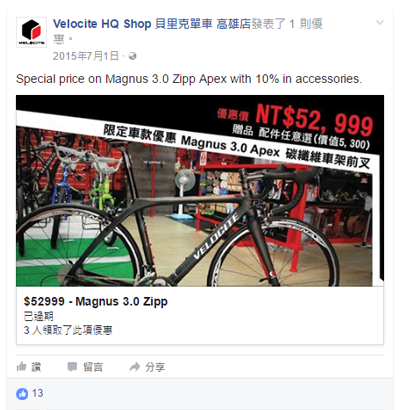 VELOCITE
Velocite HQ Shop 貝里克單車 高雄店發表了 1 則優
惠。
2015年7月1日 ·
Special price on Magnus 3.0 Zipp Apex with 10% in accessories.
優惠價 NT$52, 999
贈品 配件任意選(價值5, 300)
限定車款優惠 Magnus 3.0 Apex 碳纖維車架前叉
VELOCITE
$52999 - Magnus 3.0 Zipp
已過期
3 人領取了此項優惠
讚 留言 分享
13